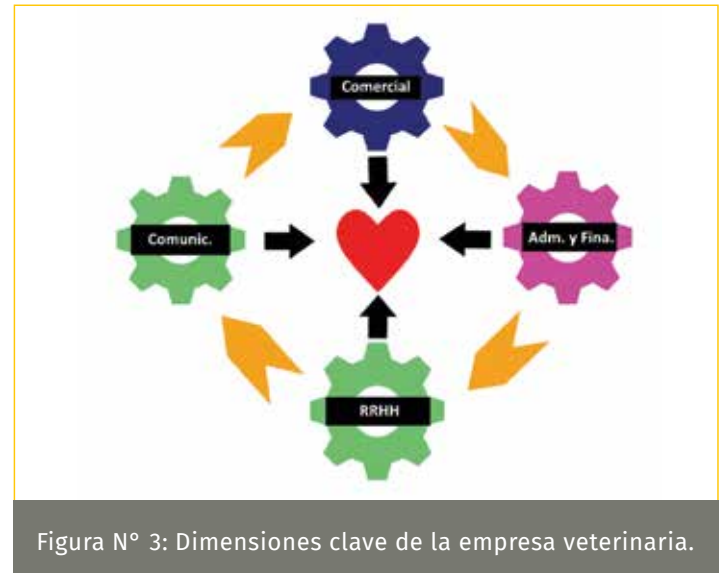 Comercial
Comunic.
Adm. y Fina.
RRHH
Figura N° 3: Dimensiones clave de la empresa veterinaria.